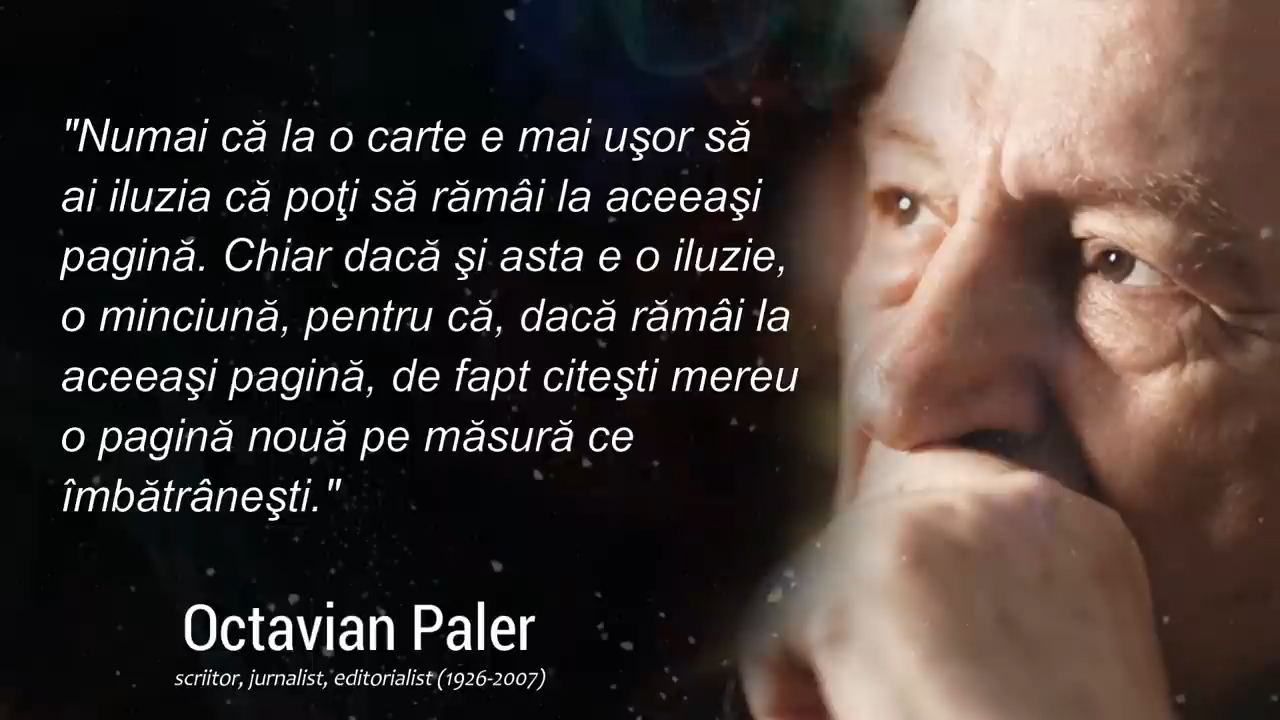 "Numai că la o carte e mai uşor să
ai iluzia că poţi să rămâi la aceeaşi
pagină. Chiar dacă şi asta e o iluzie,
o minciună, pentru că, dacă rămâi la
aceeaşi pagină, de fapt citeşti mereu
o pagină nouă pe măsură ce
îmbătrâneşti."
Octavian Paler
scriitor, jurnalist, editorialist (1926-2007)